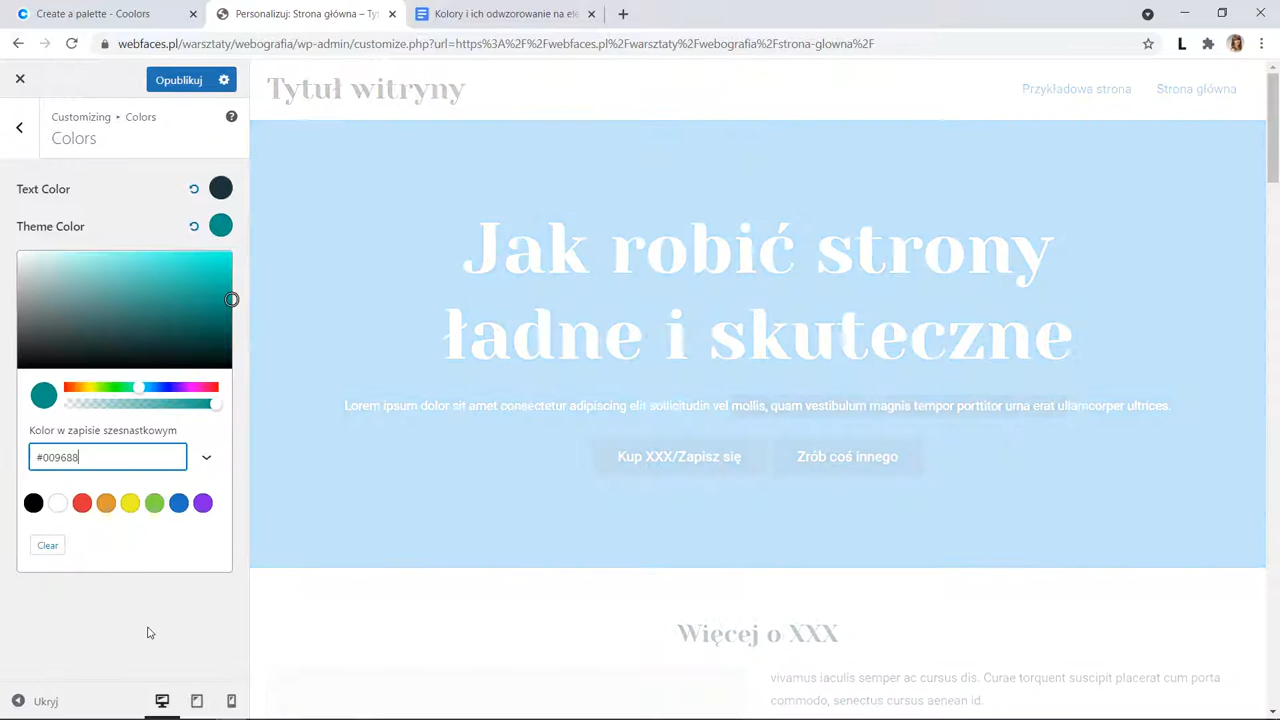 Create a palette - Coolors
Personalizuj: Strona główna – Tyt
Kolory i ich odwzorowanie na ele
webfaces.pl/warsztaty/webografia/wp-admin/customize.php?url=https%3A%2F%2Fwebfaces.pl%2Fwarsztaty%2Fwebografia%2Fstrona-glowna%2F
Opublikuj
Customizing ▸ Colors
Colors
Text Color
Theme Color
Kolor w zapisie szesnastkowym
#009688
Clear
Ukryj
Tytuł witryny
Przykładowa strona
Strona główna
Jak robić strony
ładne i skuteczne
Lorem ipsum dolor sit amet consectetur adipiscing elit sollicitudin vel mollis, quam vestibulum magnis tempor porttitor urna erat ullamcorper ultrices.
Kup XXX/Zapisz się
Zrób coś innego
Więcej o XXX
vivamus iaculis semper ac cursus dis. Curae torquent suscipit placerat cum porta
commodo, senectus cursus aenean id.